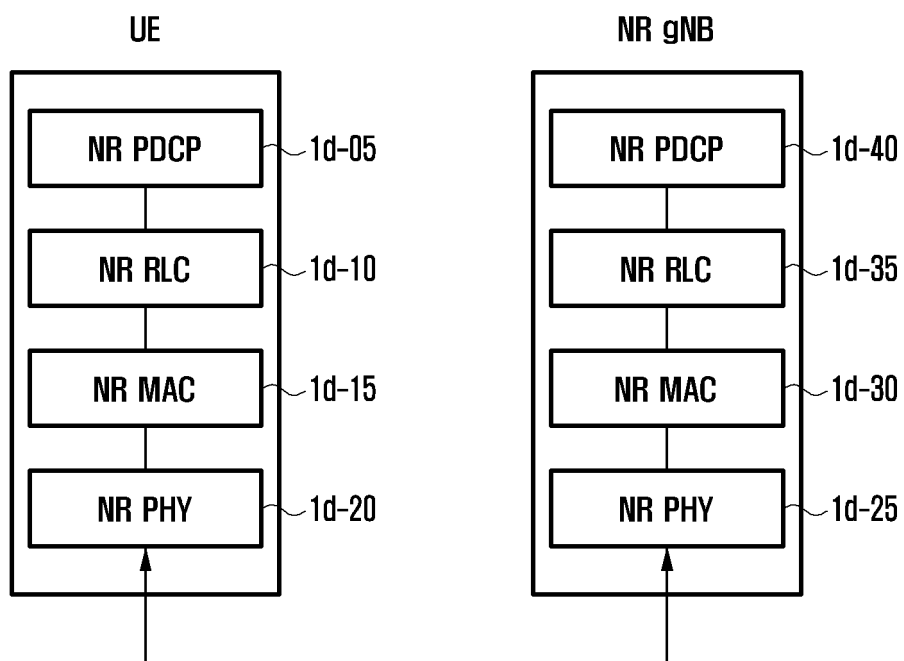 UE NR gNB
NR PDCP 1d-05 NR PDCP 1d-40
NR RLC 1d-10 NR RLC 1d-35
NR MAC 1d-15 NR MAC 1d-30
NR PHY 1d-20 NR PHY 1d-25